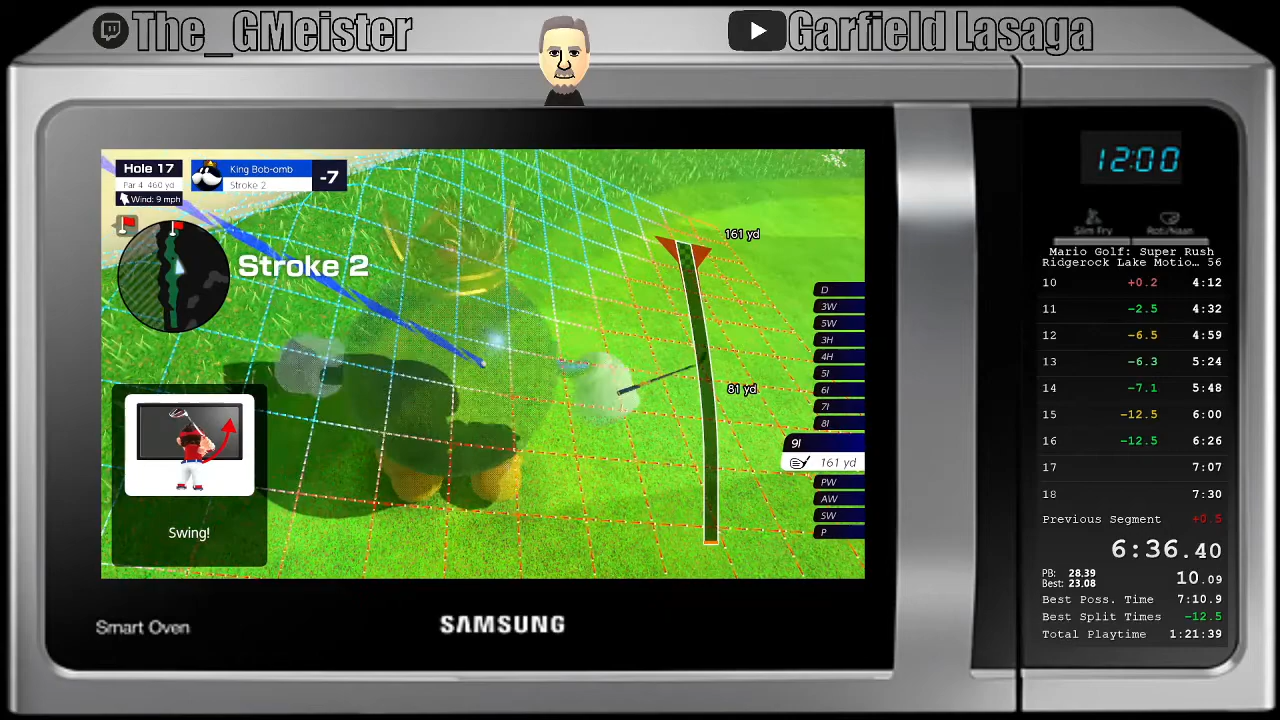 The_GMeister
Garfield Lasaga
Hole 17
Par 4 460 yd
Wind: 9 mph
King Bob-omb
Stroke 2
-7
Stroke 2
161 yd
81 yd
D
3W
5W
3H
4H
5I
6I
7I
8I
9I
161 yd
PW
AW
SW
P
Swing!
Smart Oven
SAMSUNG
12:00
Slim Fry
Roti/Naan
Mario Golf: Super Rush
Ridgerock Lake Motio… 56
10 +0.2 4:12
11 -2.5 4:32
12 -6.5 4:59
13 -6.3 5:24
14 -7.1 5:48
15 -12.5 6:00
16 -12.5 6:26
17 7:07
18 7:30
Previous Segment +0.5
6:36.40
PB: 28.39
Best: 23.08
10.09
Best Poss. Time 7:10.9
Best Split Times -12.5
Total Playtime 1:21:39